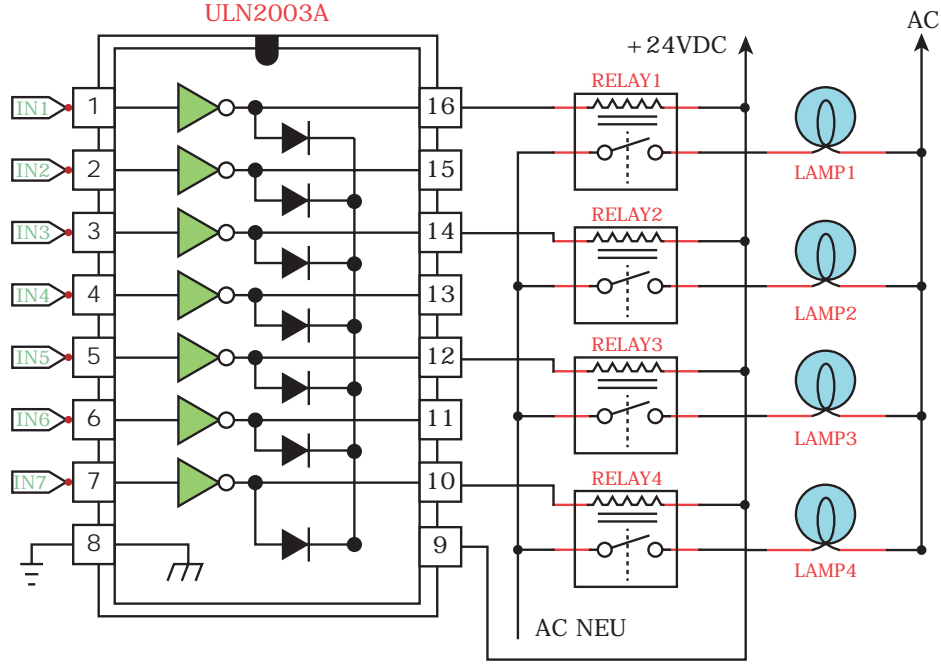 ULN2003A
AC
+24VDC
RELAY1
IN1 1 16
LAMP1
IN2 2 15
RELAY2
IN3 3 14
IN4 4 13
LAMP2
RELAY3
IN5 5 12
IN6 6 11
LAMP3
RELAY4
IN7 7 10
8 9
LAMP4
AC NEU